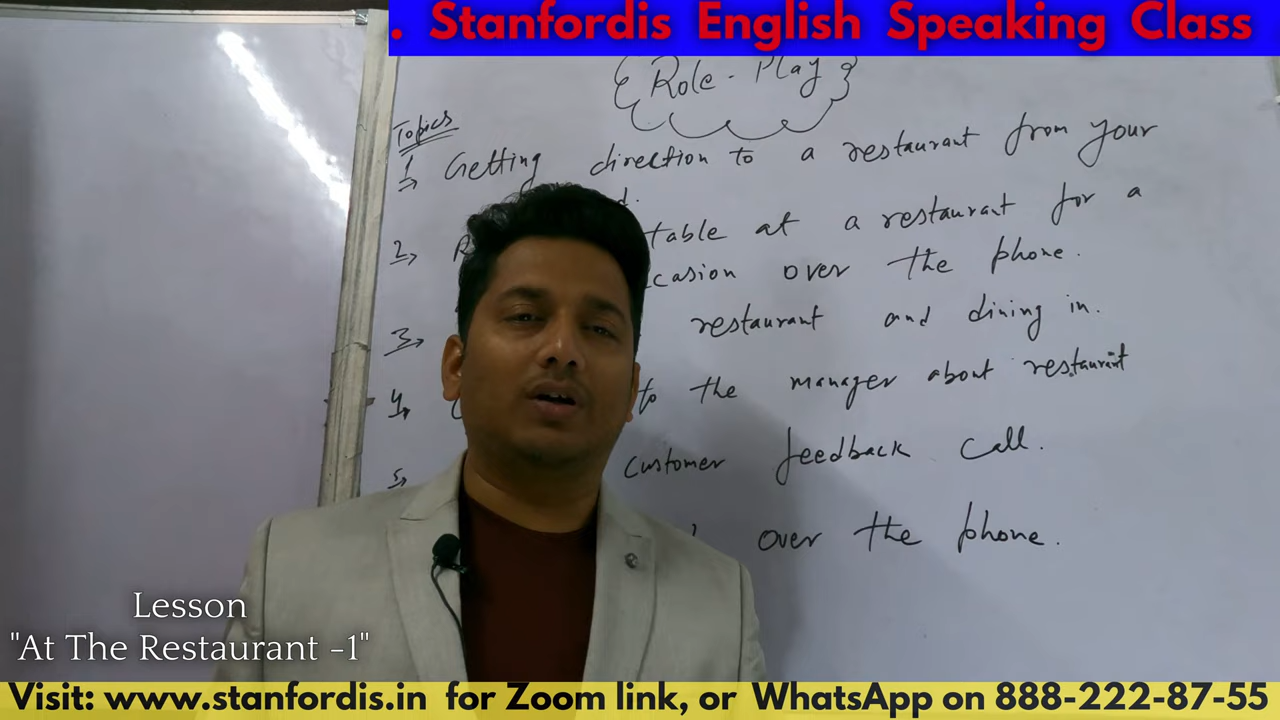 . Stanfordis English Speaking Class
Role - Play
Topics
1 Getting direction to a restaurant from your
2 table at a restaurant for a
over the phone.
3 restaurant and dining in.
4 to the manager about restaurant
5 customer feedback call.
over the phone.
Lesson
"At The Restaurant -1"
Visit: www.stanfordis.in for Zoom link, or WhatsApp on 888-222-87-55